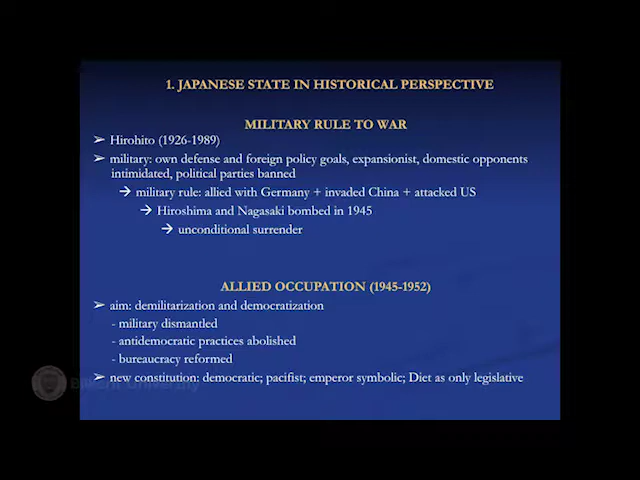 1. JAPANESE STATE IN HISTORICAL PERSPECTIVE
MILITARY RULE TO WAR
➢ Hirohito (1926-1989)
➢ military: own defense and foreign policy goals, expansionist, domestic opponents
intimidated, political parties banned
→ military rule: allied with Germany + invaded China + attacked US
→ Hiroshima and Nagasaki bombed in 1945
→ unconditional surrender
ALLIED OCCUPATION (1945-1952)
➢ aim: demilitarization and democratization
- military dismantled
- antidemocratic practices abolished
- bureaucracy reformed
➢ new constitution: democratic; pacifist; emperor symbolic; Diet as only legislative
Bilkent University